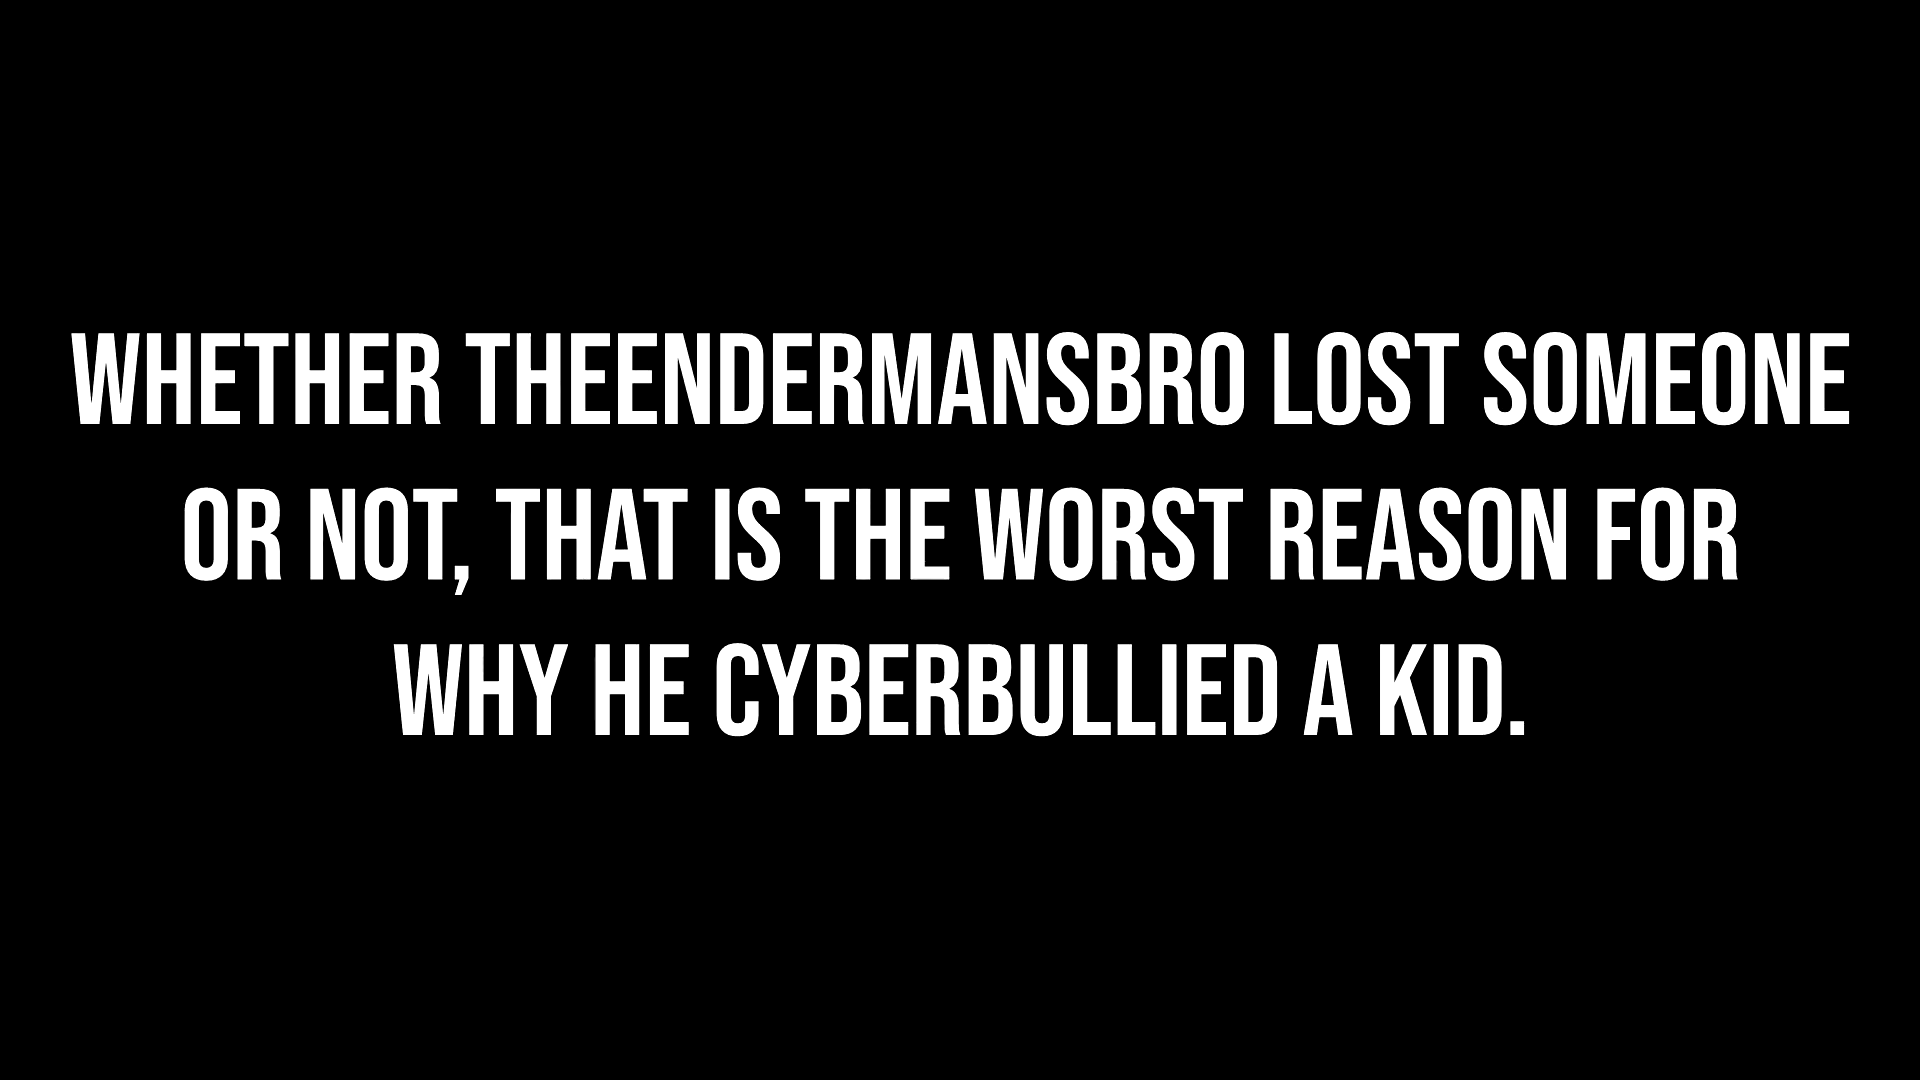 WHETHER THEENDERMANSBRO LOST SOMEONE
OR NOT, THAT IS THE WORST REASON FOR
WHY HE CYBERBULLIED A KID.